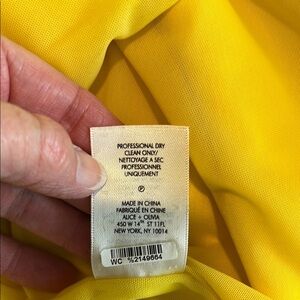 PROFESSIONAL DRY
CLEAN ONLY/
NETTOYAGE A SEC
PROFESSIONNEL
UNIQUEMENT
P
MADE IN CHINA
FABRIQUÉ EN CHINE
ALICE + OLIVIA
450 W 14TH ST 11FL
NEW YORK, NY 10014
WC %2149664